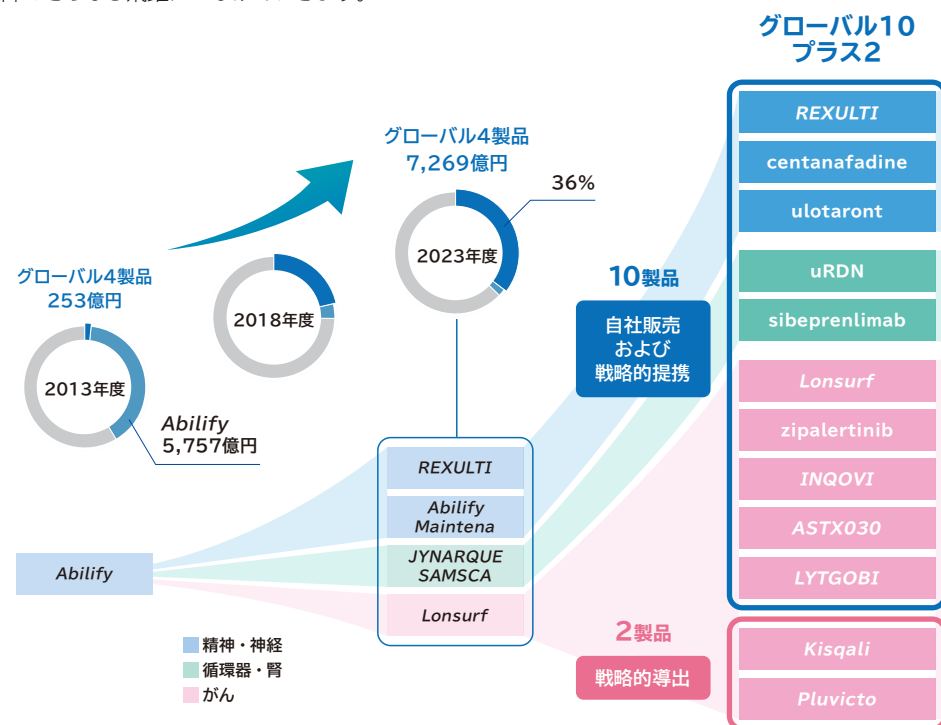 グローバル10
プラス2
グローバル4製品
7,269億円
36%
2023年度
グローバル4製品
253億円
2018年度
2013年度
Abilify
5,757億円
10製品
自社販売
および
戦略的提携
REXULTI
centanafadine
ulotaront
uRDN
sibeprenlimab
Lonsurf
zipalertinib
INQOVI
ASTX030
LYTGOBI
Abilify
REXULTI
Abilify
Maintena
JYNARQUE
SAMSCA
Lonsurf
精神・神経
循環器・腎
がん
2製品
戦略的導出
Kisqali
Pluvicto